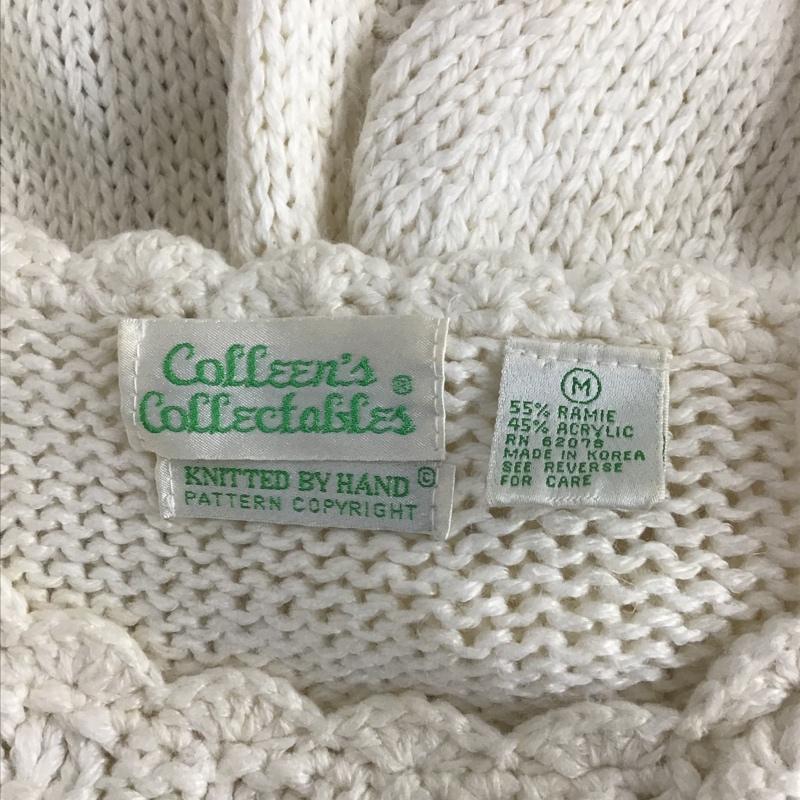 Colleen's ®
Collectables
KNITTED BY HAND ©
PATTERN COPYRIGHT
M
55% RAMIE
45% ACRYLIC
RN 62078
MADE IN KOREA
SEE REVERSE
FOR CARE